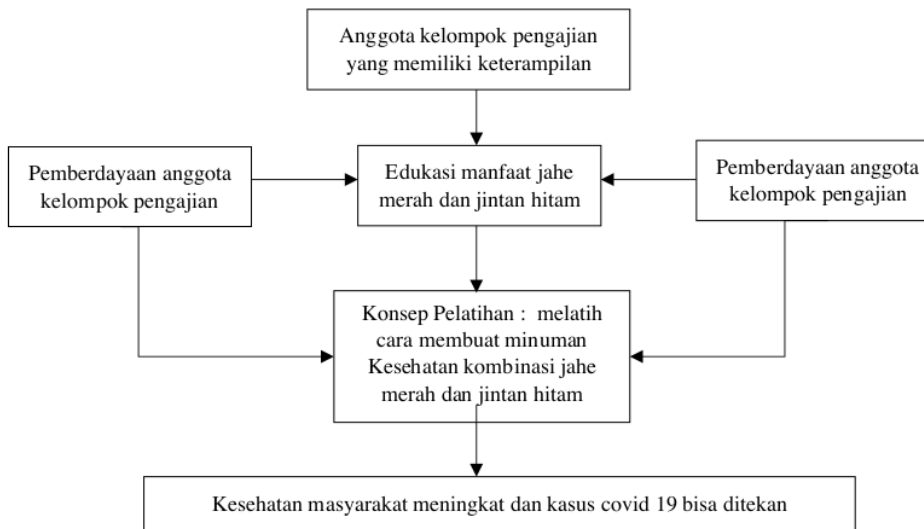 Anggota kelompok pengajian
yang memiliki keterampilan
Pemberdayaan anggota
kelompok pengajian
Edukasi manfaat jahe
merah dan jintan hitam
Pemberdayaan anggota
kelompok pengajian
Konsep Pelatihan : melatih
cara membuat minuman
Kesehatan kombinasi jahe
merah dan jintan hitam
Kesehatan masyarakat meningkat dan kasus covid 19 bisa ditekan